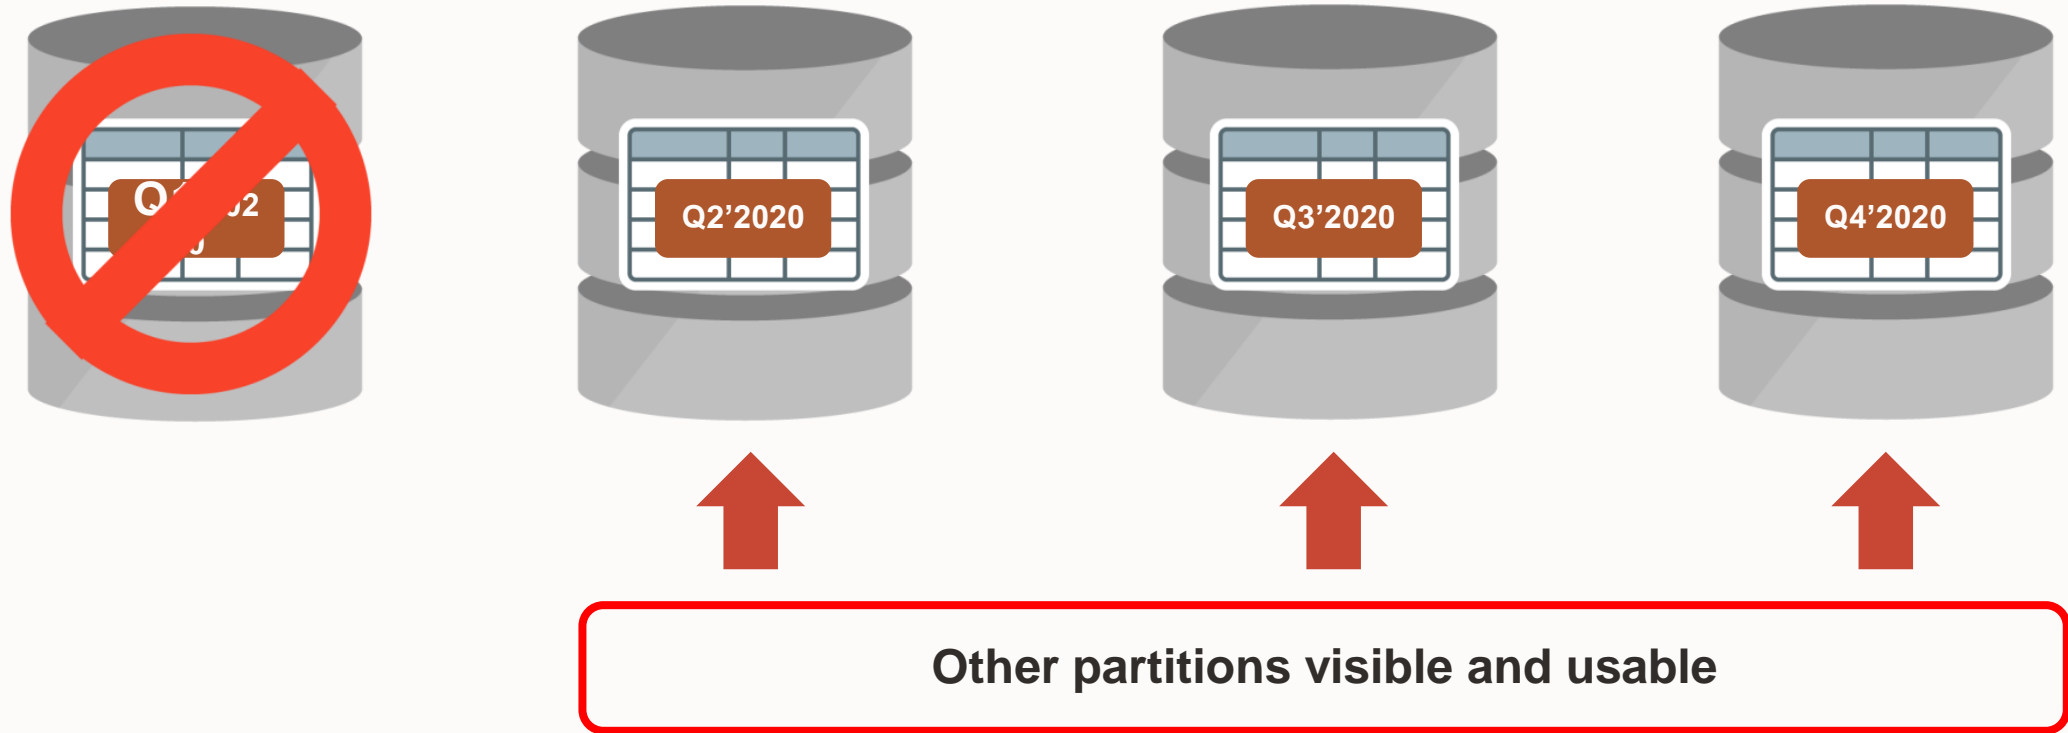 Q2’2020
Q3’2020
Q4’2020
Other partitions visible and usable